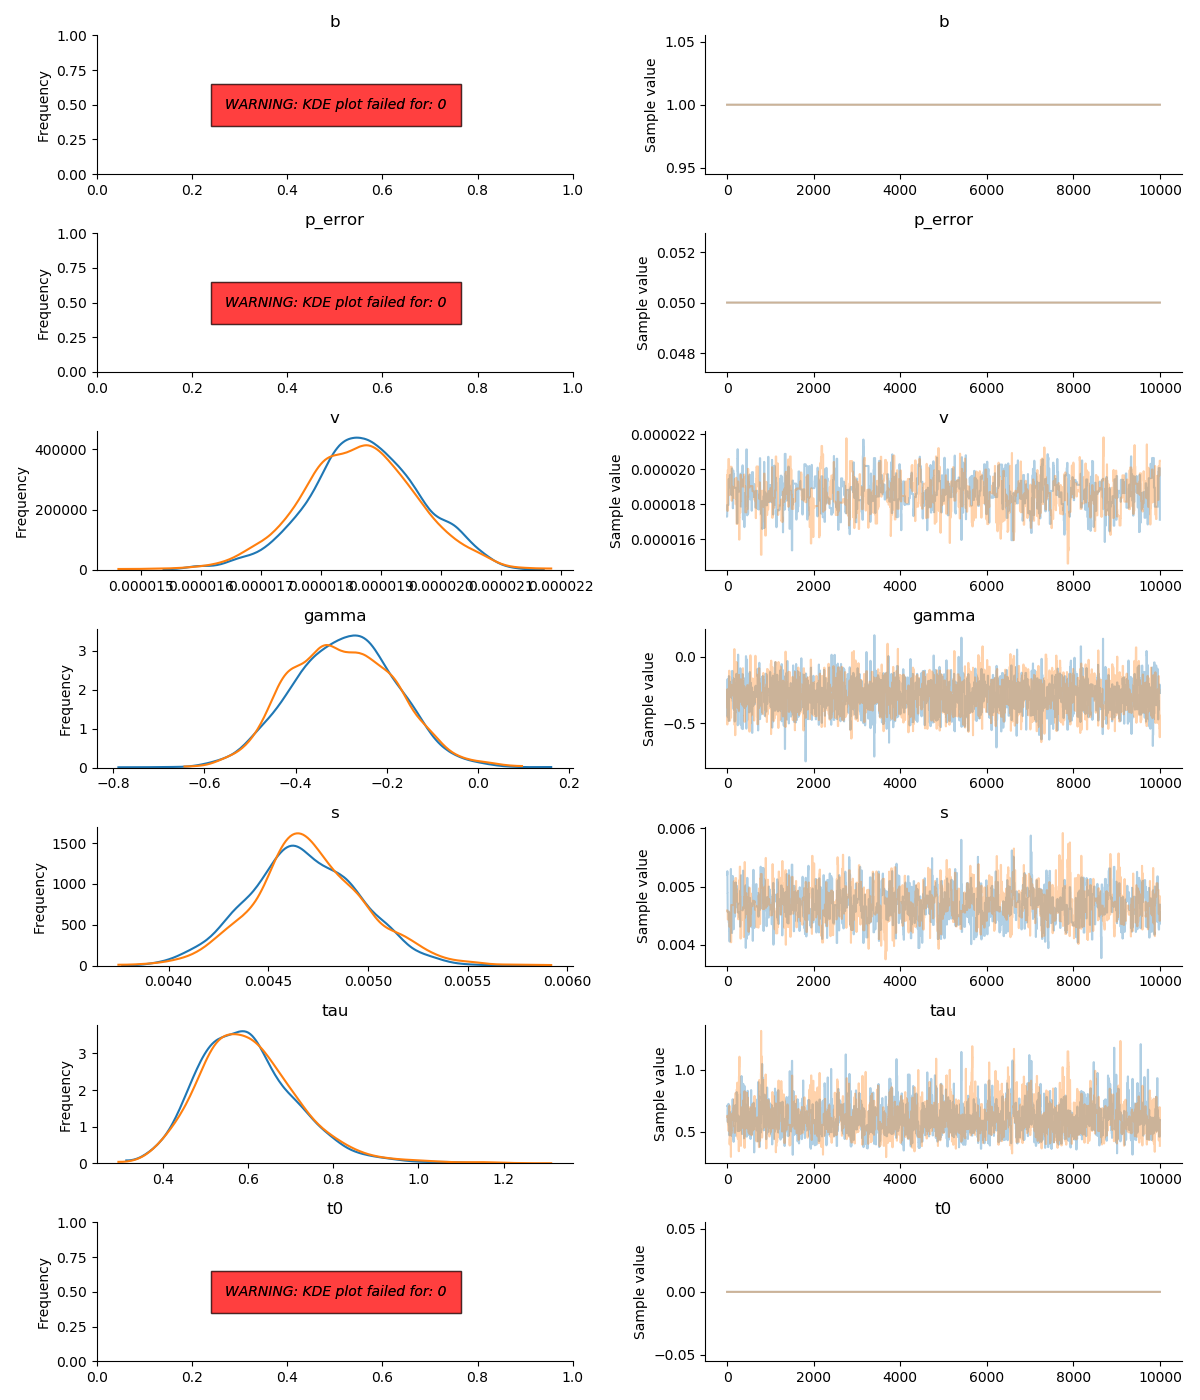 b
Frequency
1.00
0.75
0.50
0.25
0.00
WARNING: KDE plot failed for: 0
0.0 0.2 0.4 0.6 0.8 1.0
b
Sample value
1.05
1.00
0.95
0 2000 4000 6000 8000 10000
p_error
Frequency
1.00
0.75
0.50
0.25
0.00
WARNING: KDE plot failed for: 0
0.0 0.2 0.4 0.6 0.8 1.0
p_error
Sample value
0.052
0.050
0.048
0 2000 4000 6000 8000 10000
v
Frequency
400000
200000
0
0.000015 0.000016 0.000017 0.000018 0.000019 0.000020 0.000021 0.000022
v
Sample value
0.000022
0.000020
0.000018
0.000016
0 2000 4000 6000 8000 10000
gamma
Frequency
3
2
1
0
−0.8 −0.6 −0.4 −0.2 0.0 0.2
gamma
Sample value
0.0
−0.5
0 2000 4000 6000 8000 10000
s
Frequency
1500
1000
500
0
0.0040 0.0045 0.0050 0.0055 0.0060
s
Sample value
0.006
0.005
0.004
0 2000 4000 6000 8000 10000
tau
Frequency
3
2
1
0
0.4 0.6 0.8 1.0 1.2
tau
Sample value
1.0
0.5
0 2000 4000 6000 8000 10000
t0
Frequency
1.00
0.75
0.50
0.25
0.00
WARNING: KDE plot failed for: 0
0.0 0.2 0.4 0.6 0.8 1.0
t0
Sample value
0.05
0.00
−0.05
0 2000 4000 6000 8000 10000